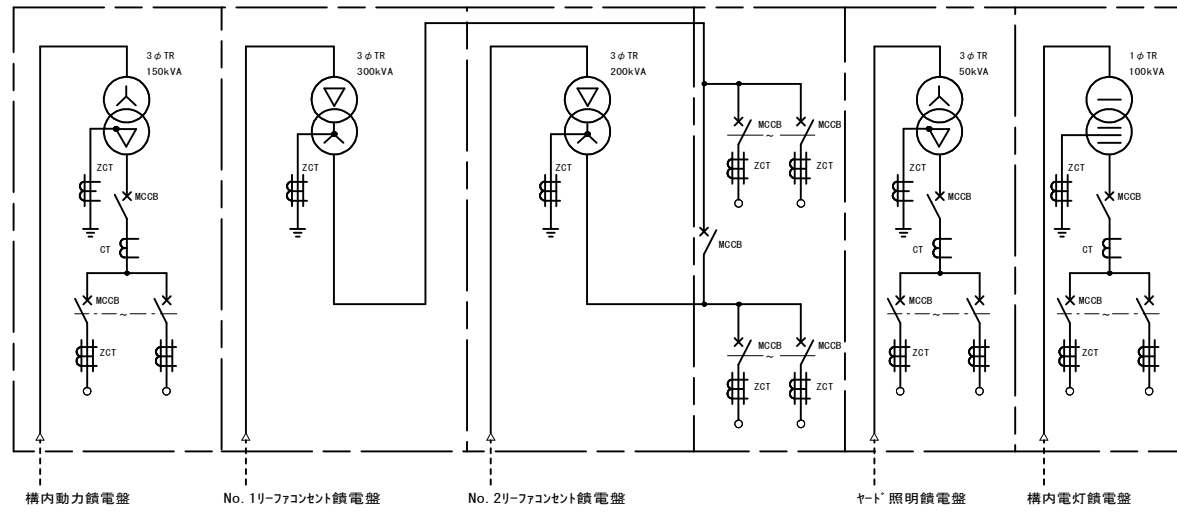 3φTR
150kVA
ZCT
MCCB
CT
MCCB
~
ZCT
構内動力饋電盤
3φTR
300kVA
ZCT
No. 1リーファコンセント饋電盤
3φTR
200kVA
ZCT
No. 2リーファコンセント饋電盤
MCCB
~
MCCB
ZCT
ZCT
MCCB
MCCB
~
MCCB
ZCT
ZCT
3φTR
50kVA
ZCT
MCCB
CT
MCCB
~
ZCT
ヤード照明饋電盤
1φTR
100kVA
ZCT
MCCB
CT
MCCB
~
ZCT
構内電灯饋電盤